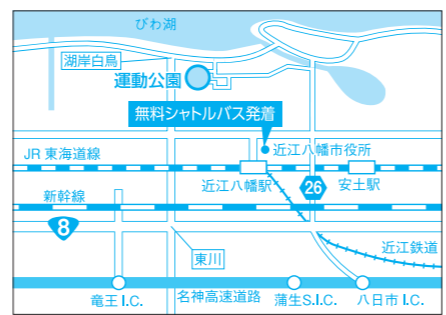 びわ湖
湖岸白鳥
運動公園
無料シャトルバス発着
JR 東海道線
近江八幡市役所
近江八幡駅
26
安土駅
新幹線
8
東川
近江鉄道
竜王 I.C.
名神高速道路
蒲生S.I.C.
八日市 I.C.